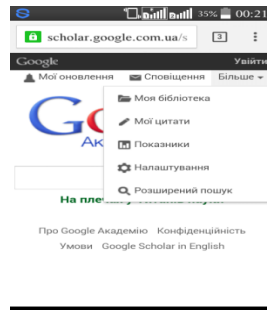 35% 00:21
scholar.google.com.ua/s 3
Google Увійти
Мої оновлення Сповіщення Більше
Моя бібліотека
Мої цитати
Показники
Налаштування
Розширений пошук
На плеч
Про Google Академію Конфіденційність
Умови Google Scholar in English